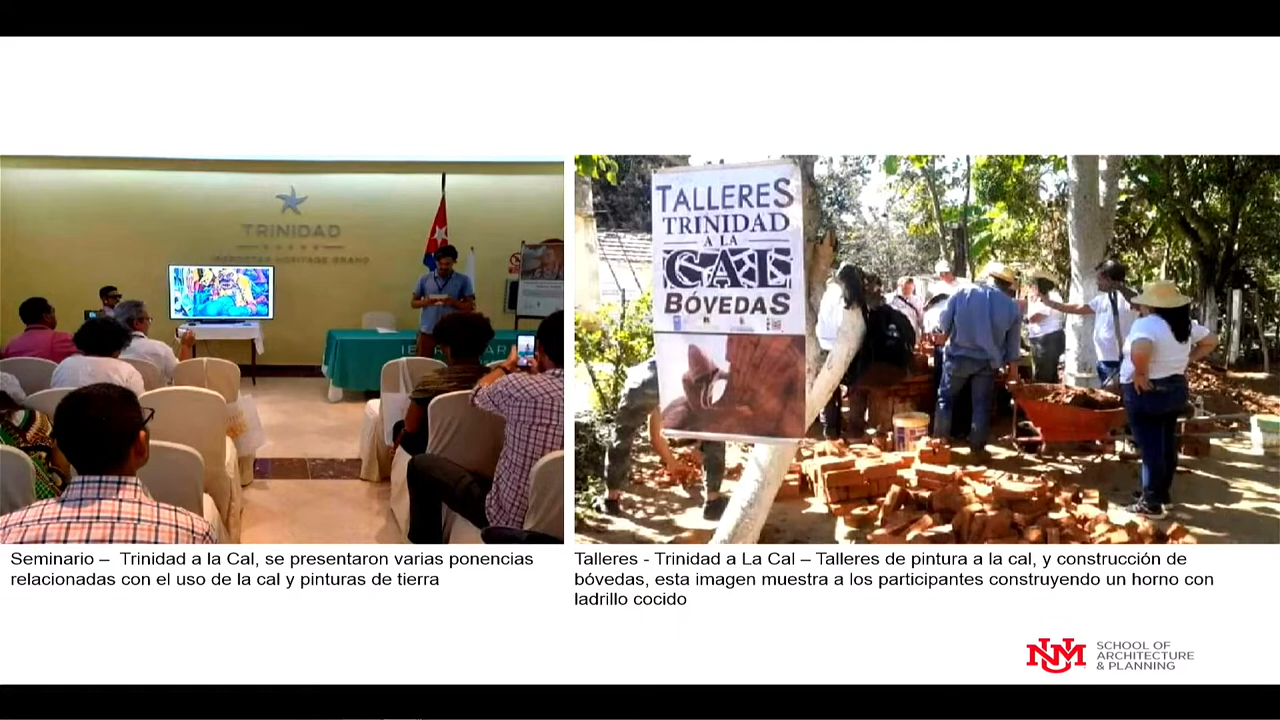 TRINIDAD
TALLERES
TRINIDAD
A LA
CAL
BÓVEDAS
Seminario – Trinidad a la Cal, se presentaron varias ponencias
relacionadas con el uso de la cal y pinturas de tierra
Talleres - Trinidad a La Cal – Talleres de pintura a la cal, y construcción de
bóvedas, esta imagen muestra a los participantes construyendo un horno con
ladrillo cocido
UNM
SCHOOL OF
ARCHITECTURE
& PLANNING